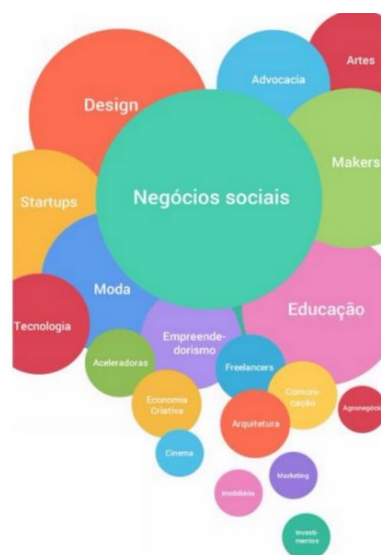 Artes
Advocacia
Design
Makers
Negócios sociais
Startups
Moda
Educação
Tecnologia
Empreende-
dorismo
Aceleradoras
Freelancers
Comuni-
cação
Economia
Criativa
Agronegócio
Arquitetura
Cinema
Marketing
Imobiliária
Investi-
mentos